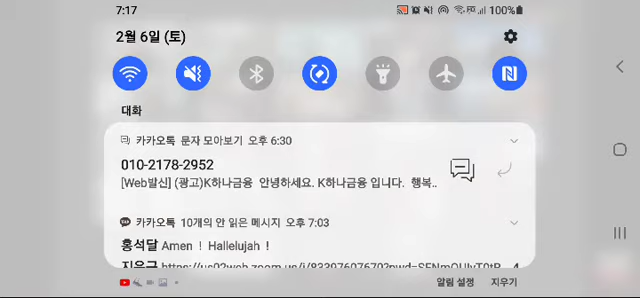 7:17
100%
2월 6일 (토)
대화
카카오톡 문자 모아보기 오후 6:30
010-2178-2952
[Web발신] (광고)K하나금융 안녕하세요. K하나금융 입니다. 행복..
카카오톡 10개의 안 읽은 메시지 오후 7:03
홍석달 Amen ! Hallelujah !
알림 설정 지우기